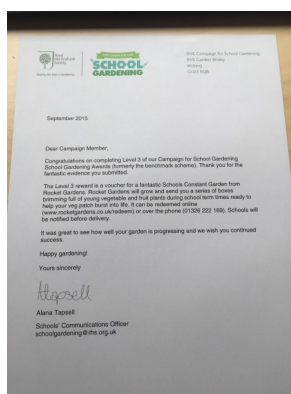 Royal
Horticultural
Society
SCHOOL
GARDENING
RHS Campaign for School Gardening
RHS Garden Wisley
Woking
GU23 6QB
September 2015
Dear Campaign Member,
Congratulations on completing Level 3 of our Campaign for School Gardening
School Gardening Awards (formerly the benchmark scheme). Thank you for the
fantastic evidence you submitted.
The Level 3 reward is a voucher for a fantastic Schools Constant Garden from
Rocket Gardens. Rocket Gardens will grow and send you a series of boxes
brimming full of young vegetable and fruit plants during school term times ready to
help your veg patch burst into life. It can be redeemed online
(www.rocketgardens.co.uk/redeem) or over the phone (01326 222 169). Schools will
be notified before delivery.
It was great to see how well your garden is progressing and we wish you continued
success.
Happy gardening!
Yours sincerely
Atapsell
Alana Tapsell
Schools' Communications Officer
schoolgardening@rhs.org.uk